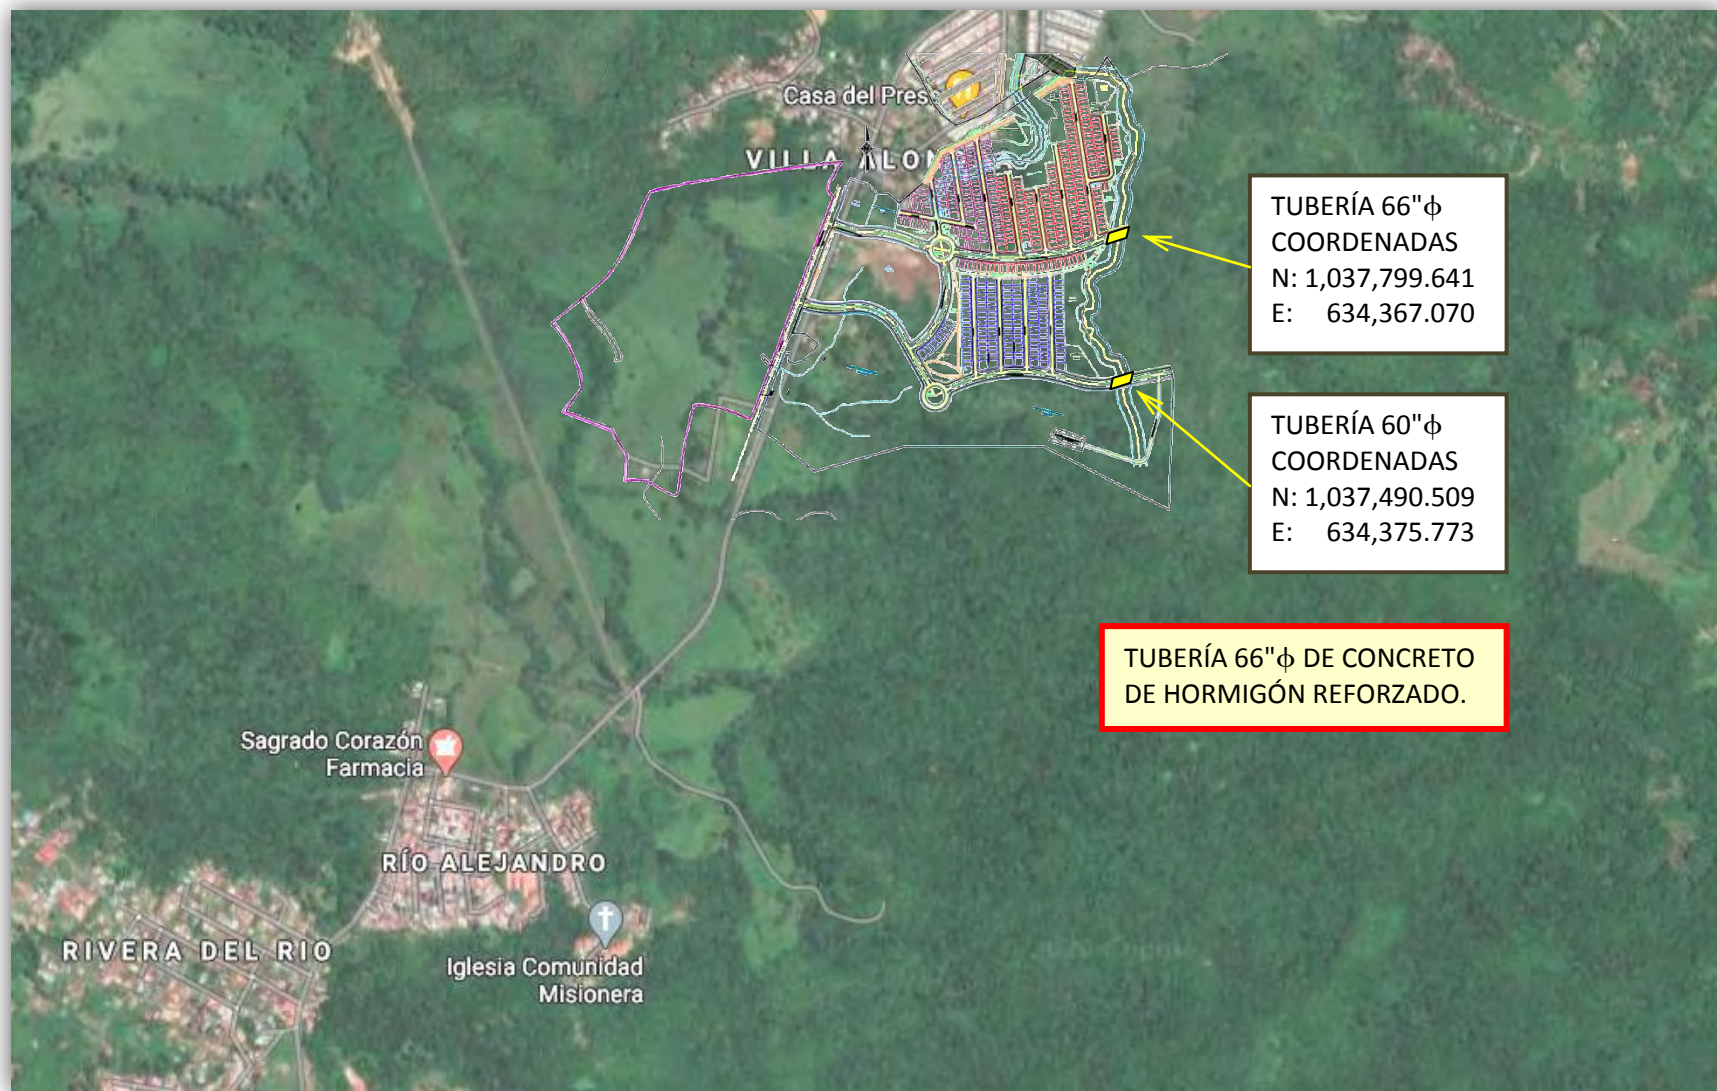 Casa del Pres
VILLA ALON
TUBERÍA 66"ϕ
COORDENADAS
N: 1,037,799.641
E: 634,367.070
TUBERÍA 60"ϕ
COORDENADAS
N: 1,037,490.509
E: 634,375.773
TUBERÍA 66"ϕ DE CONCRETO
DE HORMIGÓN REFORZADO.
Sagrado Corazón
Farmacia
RÍO ALEJANDRO
RIVERA DEL RIO
Iglesia Comunidad
Misionera